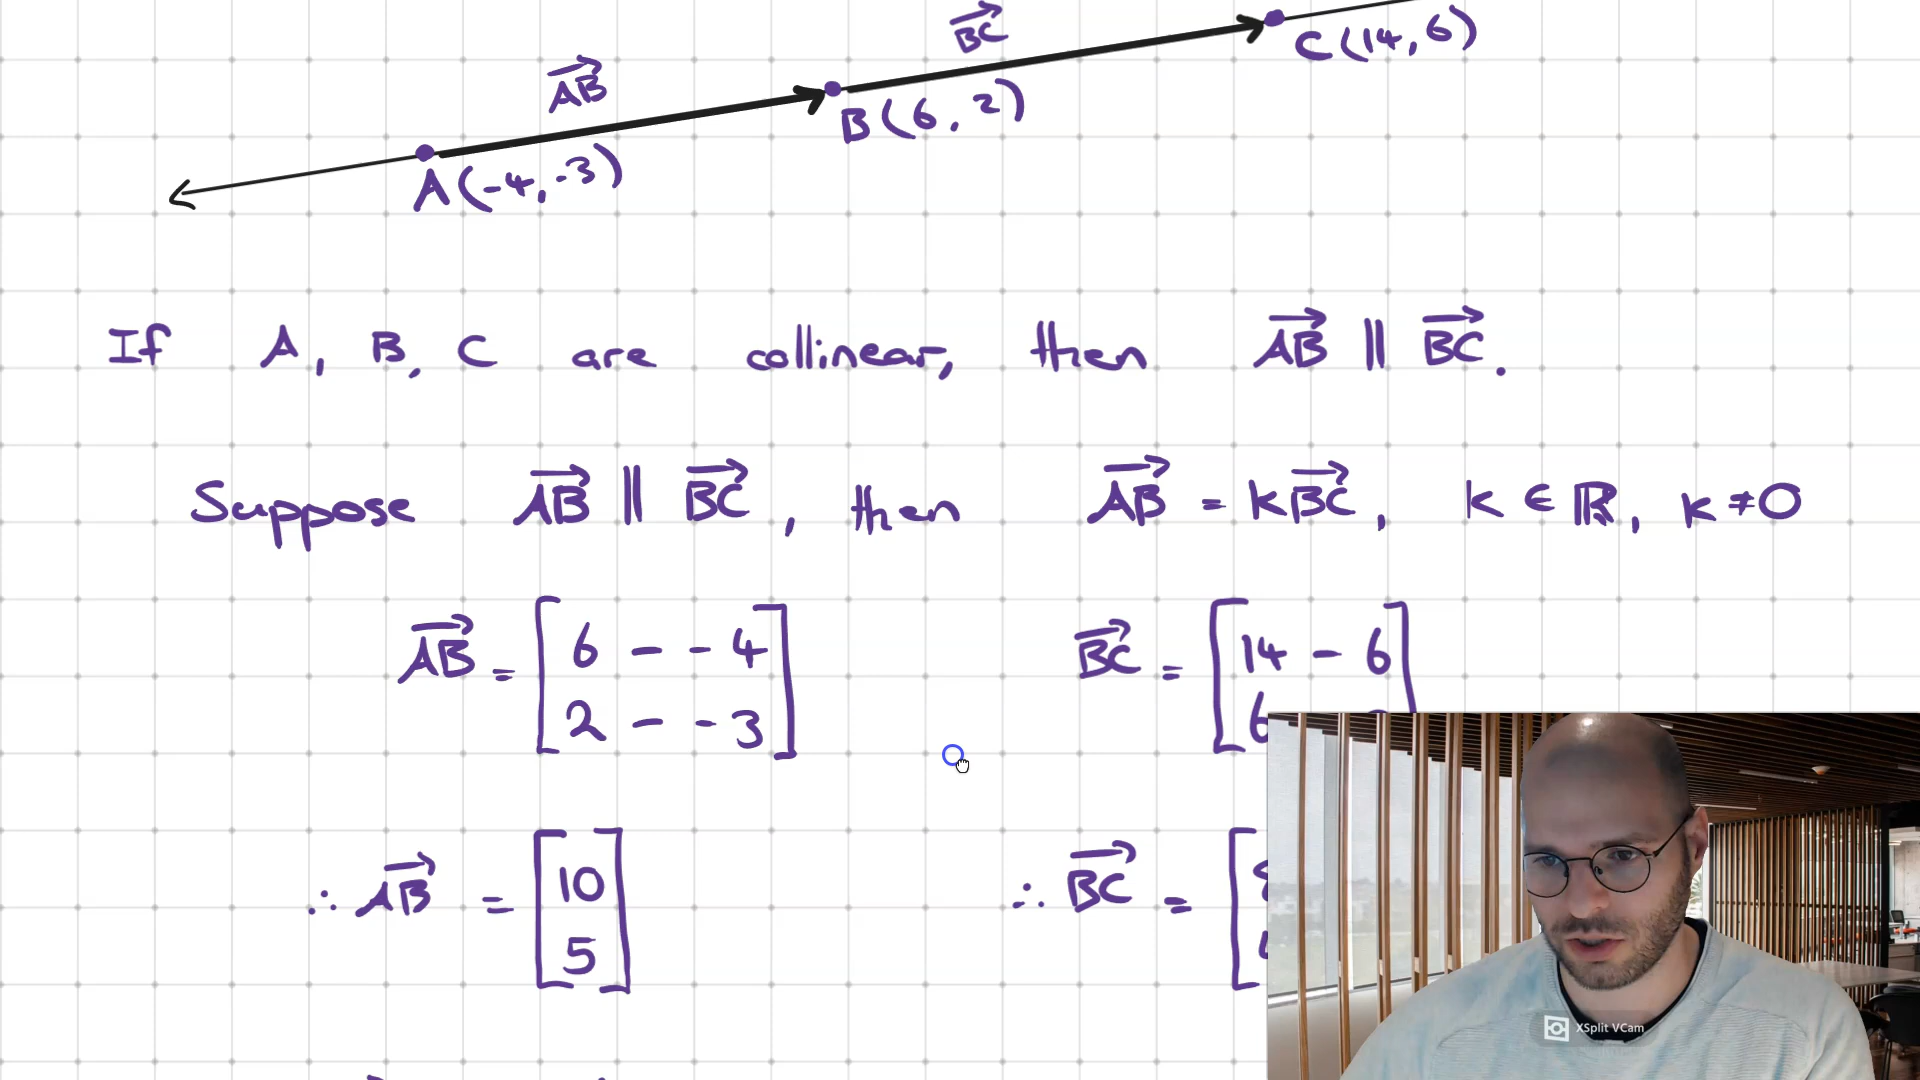 BC
C(14,6)
AB
B(6,2)
A(-4,-3)
If A, B, C are collinear, then AB ∥ BC.
Suppose AB ∥ BC, then AB = kBC, k ∈ ℝ, k ≠ 0
AB = [6 - -4
2 - -3]
BC = [14 - 6
6
∴ AB = [10
5]
∴ BC = [
XSplit VCam